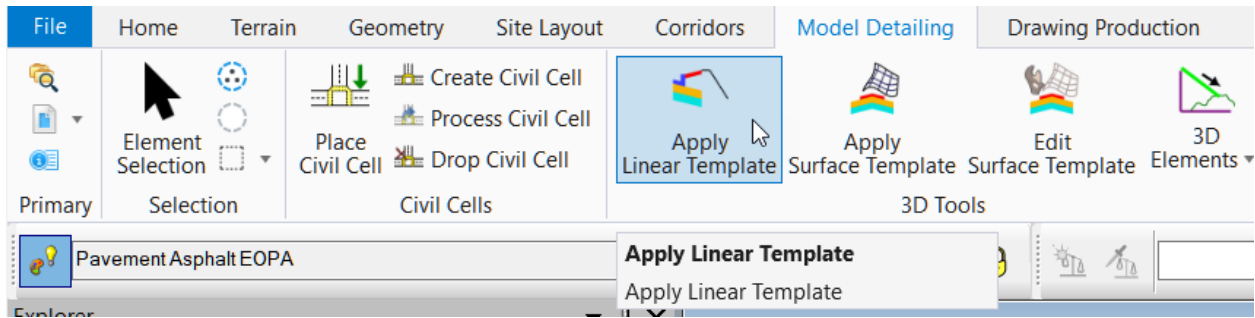 File Home Terrain Geometry Site Layout Corridors Model Detailing Drawing Production
Element
Selection
Place
Civil Cell
Create Civil Cell
Process Civil Cell
Drop Civil Cell
Apply
Linear Template
Apply
Surface Template
Edit
Surface Template
3D
Elements
Primary Selection Civil Cells 3D Tools
Pavement Asphalt EOPA
Apply Linear Template
Apply Linear Template
Explorer